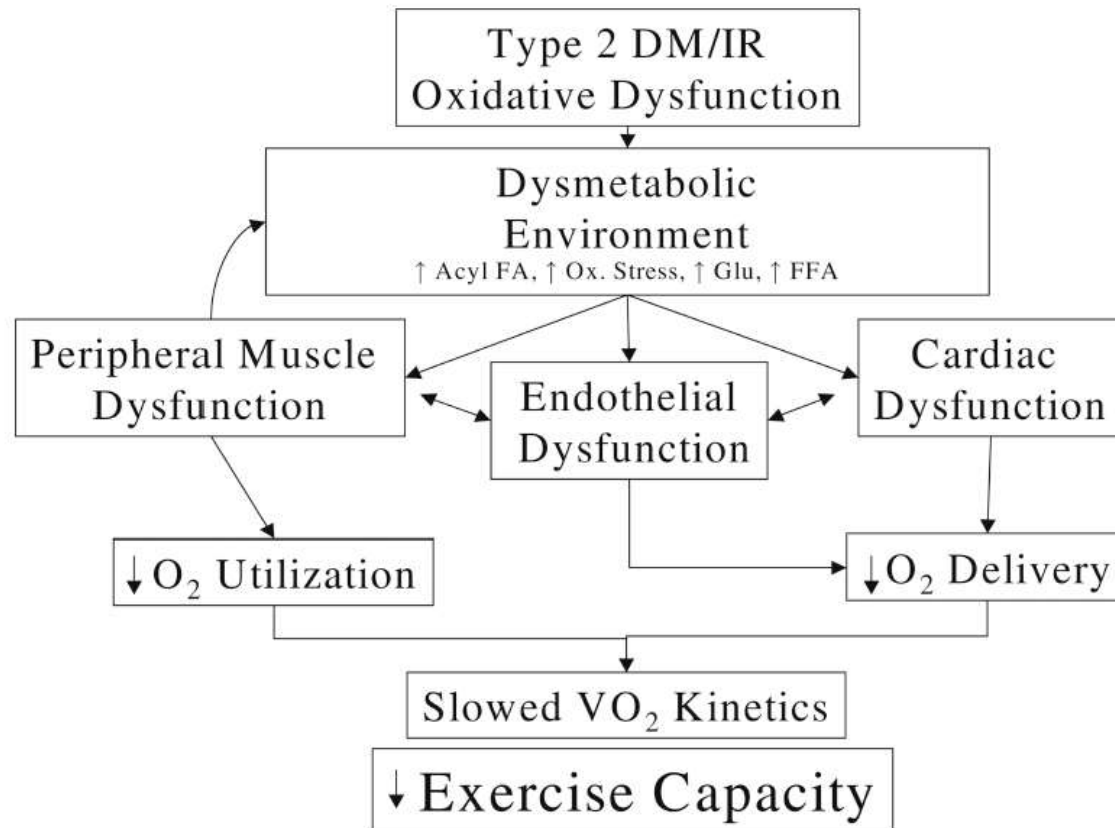 Type 2 DM/IR
Oxidative Dysfunction
Dysmetabolic
Environment
↑ Acyl FA, ↑ Ox. Stress, ↑ Glu, ↑ FFA
Peripheral Muscle
Dysfunction
Endothelial
Dysfunction
Cardiac
Dysfunction
↓ O₂ Utilization
↓ O₂ Delivery
Slowed VO₂ Kinetics
↓ Exercise Capacity